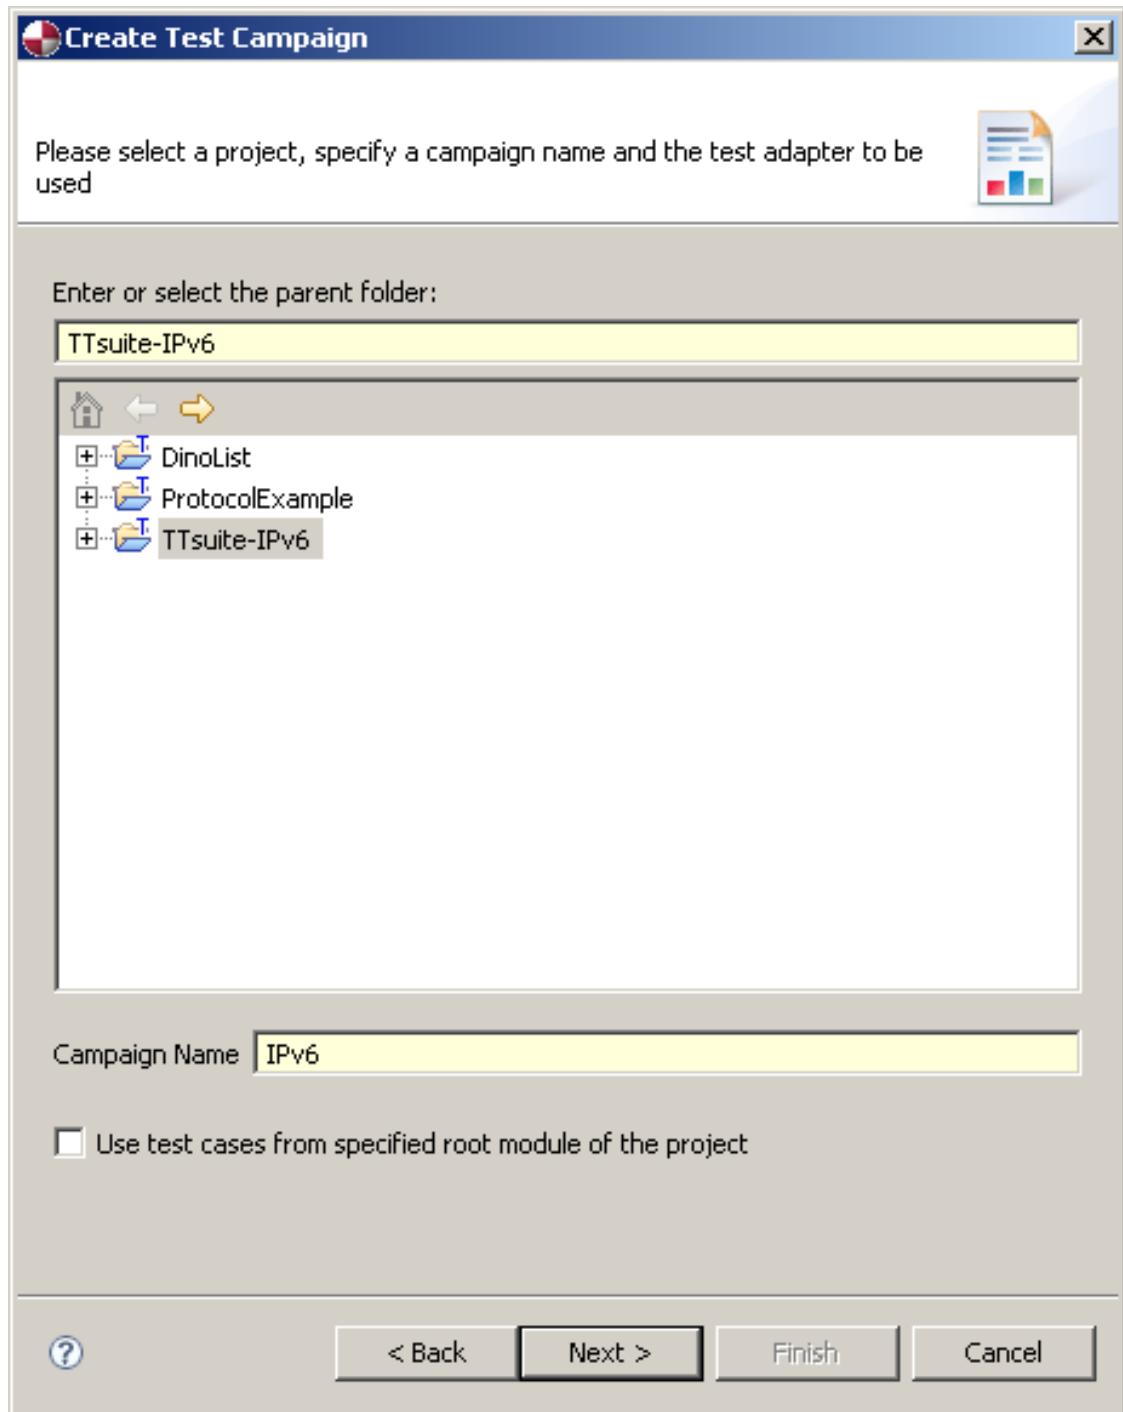 Create Test Campaign
Please select a project, specify a campaign name and the test adapter to be
used
Enter or select the parent folder:
TTsuite-IPv6
DinoList
ProtocolExample
TTsuite-IPv6
Campaign Name IPv6
Use test cases from specified root module of the project
< Back Next > Finish Cancel